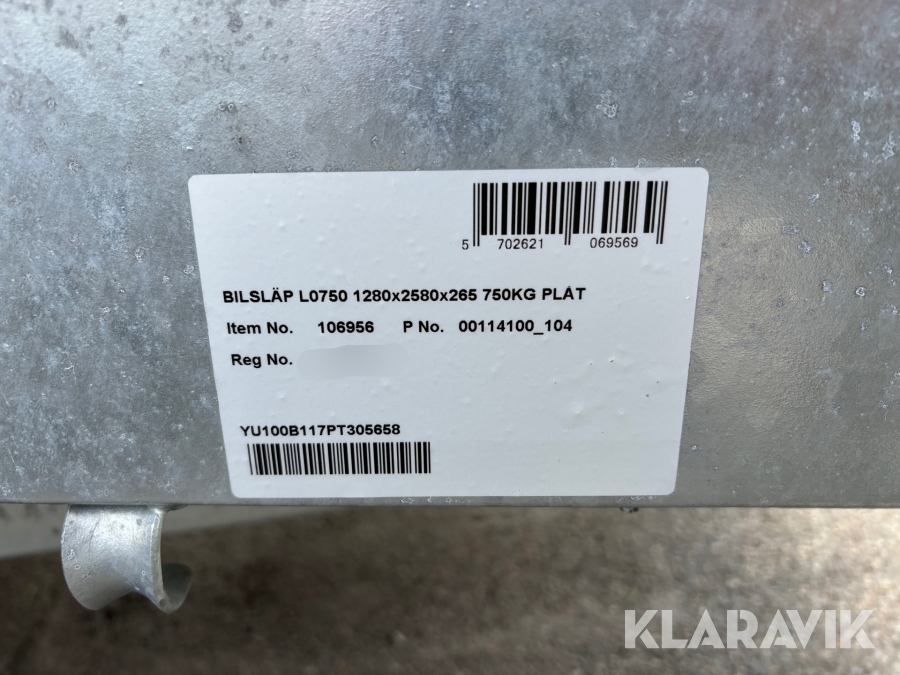 5 702621 069569
BILSLÄP L0750 1280x2580x265 750KG PLÅT
Item No. 106956 P No. 00114100_104
Reg No.
YU100B117PT305658
KLARAVIK